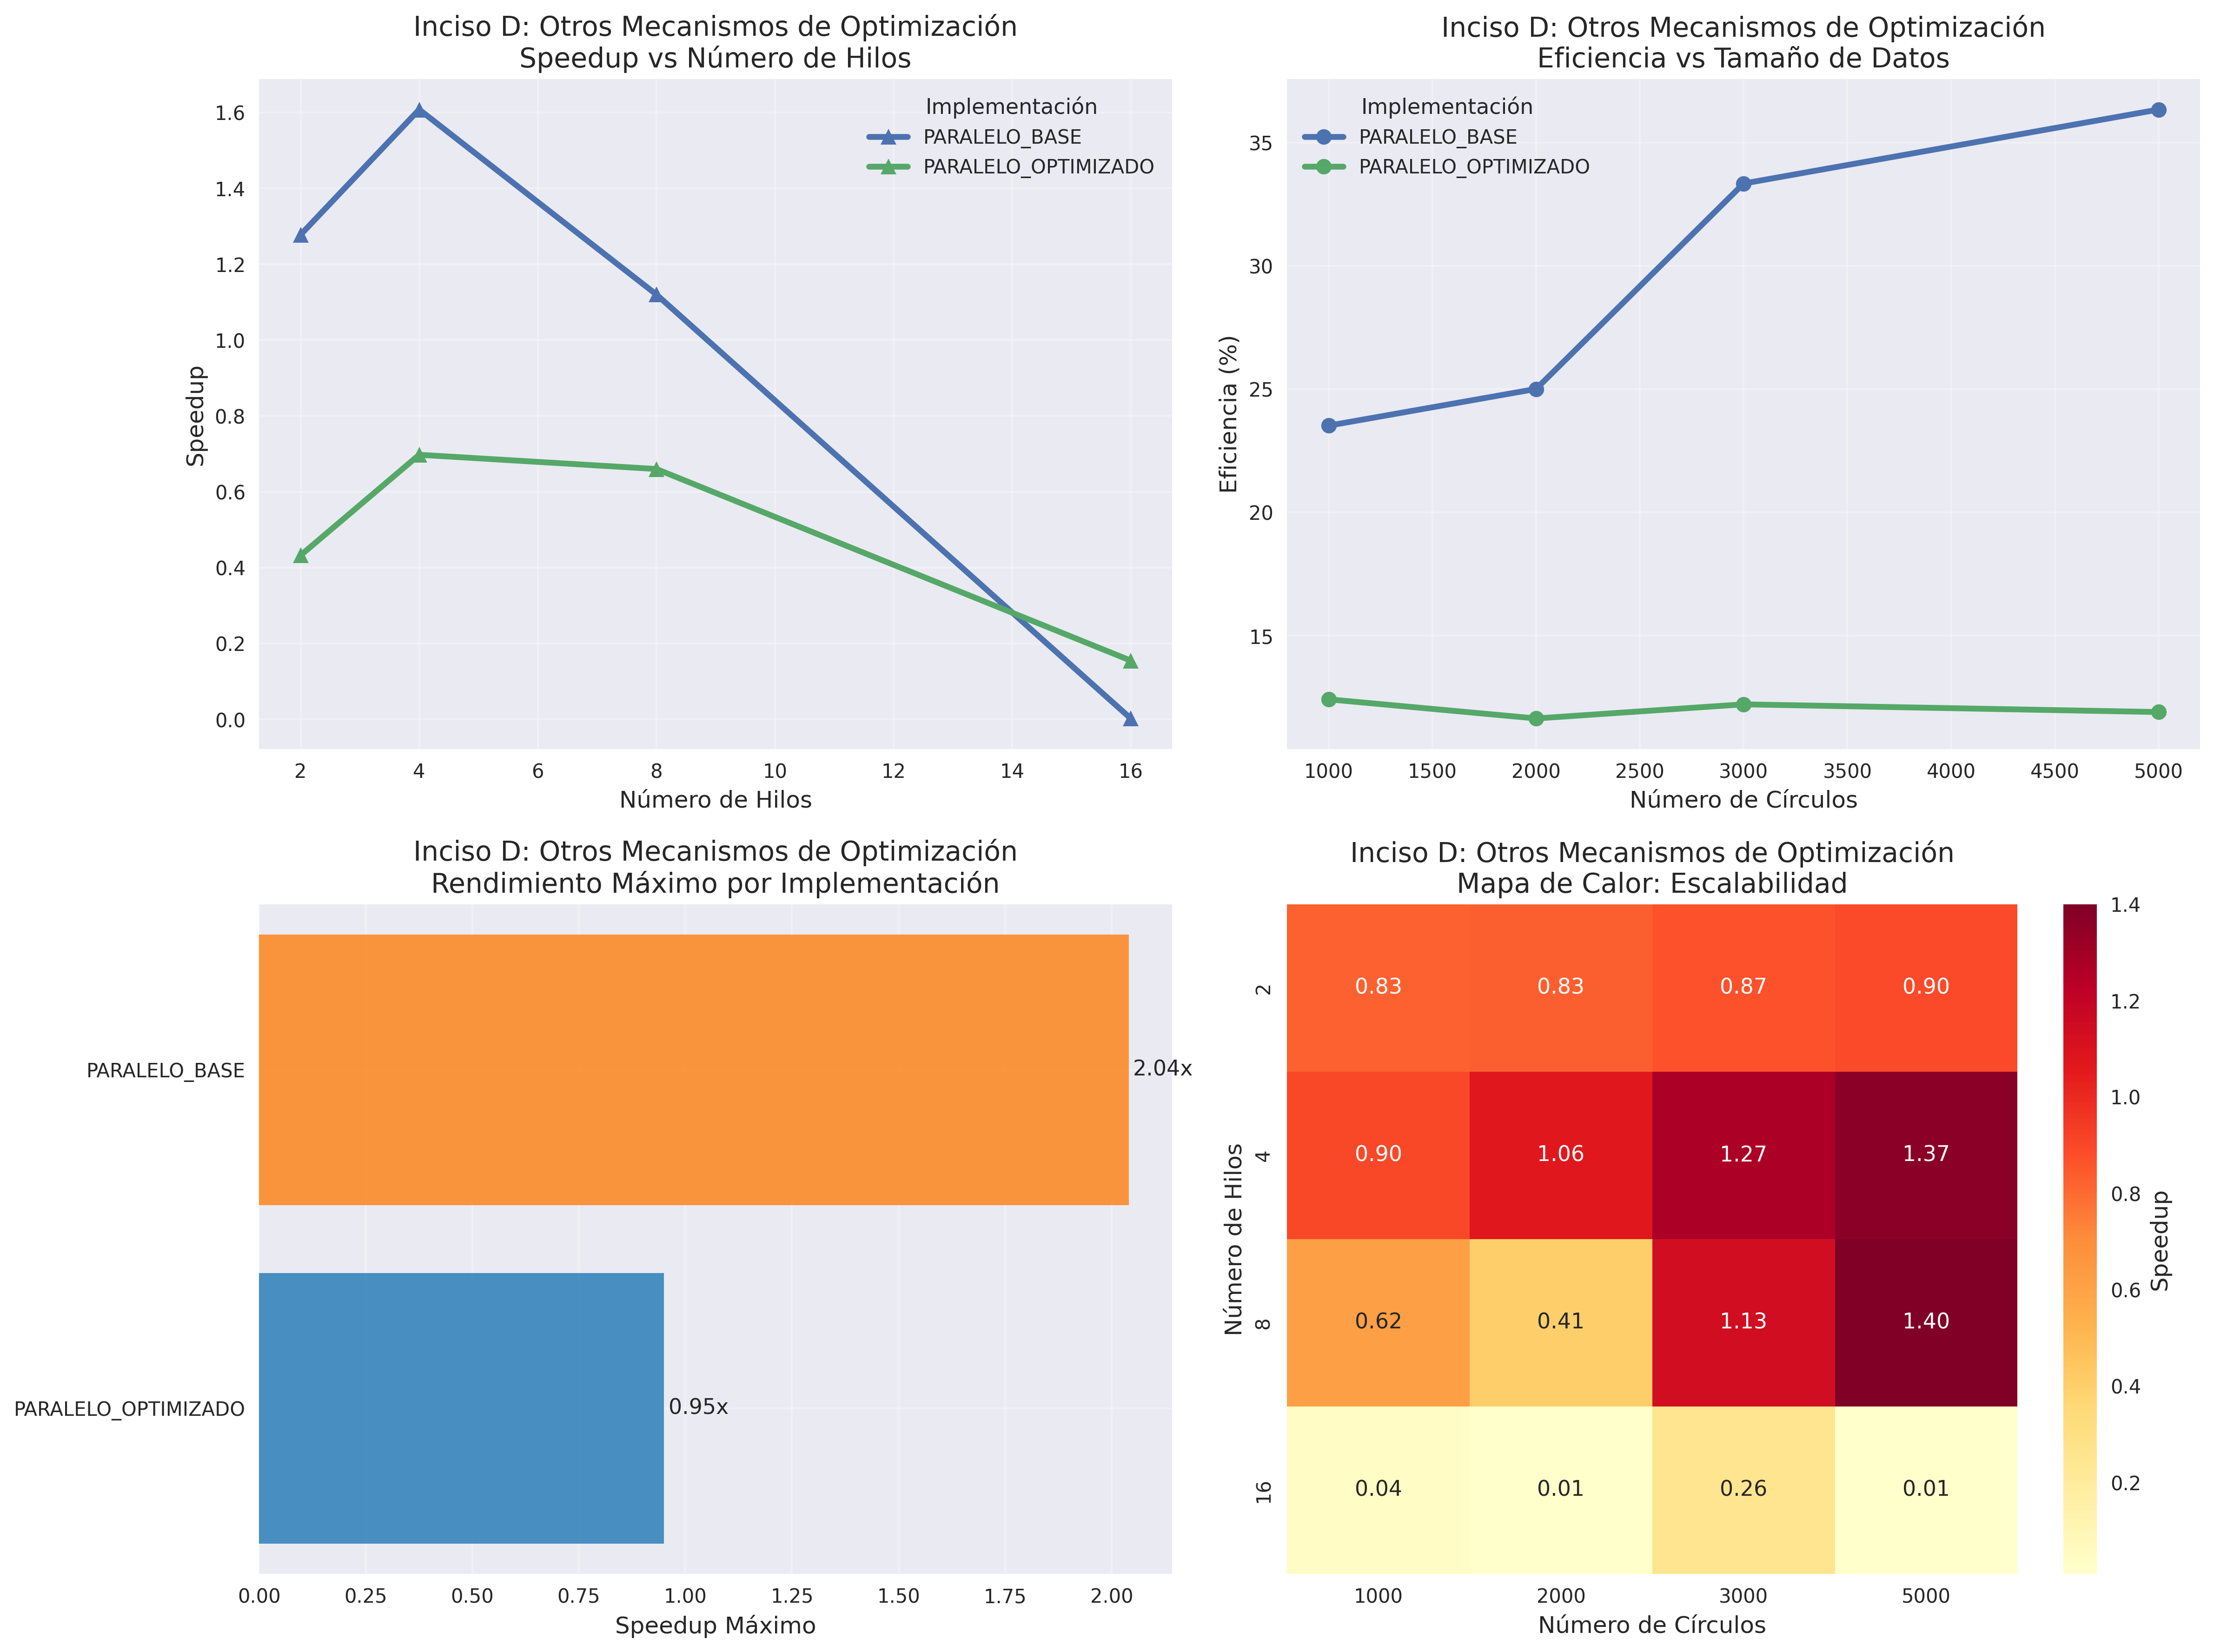 Inciso D: Otros Mecanismos de Optimización
Speedup vs Número de Hilos
Implementación
PARALELO_BASE
PARALELO_OPTIMIZADO
Speedup
1.6
1.4
1.2
1.0
0.8
0.6
0.4
0.2
0.0
2 4 6 8 10 12 14 16
Número de Hilos
Inciso D: Otros Mecanismos de Optimización
Eficiencia vs Tamaño de Datos
Implementación
PARALELO_BASE
PARALELO_OPTIMIZADO
Eficiencia (%)
35
30
25
20
15
1000 1500 2000 2500 3000 3500 4000 4500 5000
Número de Círculos
Inciso D: Otros Mecanismos de Optimización
Rendimiento Máximo por Implementación
PARALELO_BASE
2.04x
PARALELO_OPTIMIZADO
0.95x
0.00 0.25 0.50 0.75 1.00 1.25 1.50 1.75 2.00
Speedup Máximo
Inciso D: Otros Mecanismos de Optimización
Mapa de Calor: Escalabilidad
Número de Hilos
2 0.83 0.83 0.87 0.90
4 0.90 1.06 1.27 1.37
8 0.62 0.41 1.13 1.40
16 0.04 0.01 0.26 0.01
1000 2000 3000 5000
Número de Círculos
1.4
1.2
1.0
0.8
0.6
0.4
0.2
Speedup